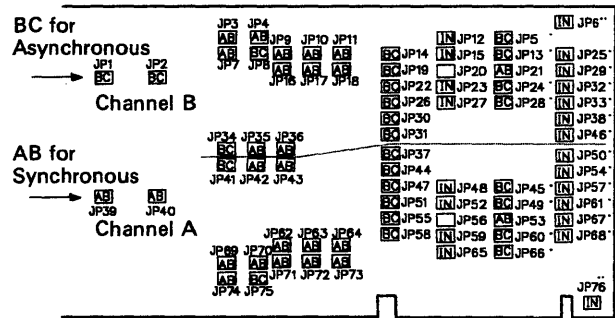 BC for
Asynchronous
JP1 JP2
BC BC
Channel B
JP3 JP4
AB AB
AB BC
JP7 JP8
JP9 JP10 JP11
AB AB AB
AB AB AB
JP16 JP17 JP18
JP34 JP35 JP36
BC AB AB
BC AB AB
JP41 JP42 JP43
AB for
Synchronous
AB AB
JP39 JP40
Channel A
JP69 JP70
AB AB
AB BC
JP74 JP75
JP62 JP63 JP64
AB AB AB
AB AB AB
JP71 JP72 JP73
IN JP6
IN JP12 BC JP5
BC JP14 IN JP15 BC JP13 IN JP25
BC JP19 JP20 AB JP21 IN JP29
BC JP22 IN JP23 BC JP24 IN JP32
BC JP26 IN JP27 BC JP28 IN JP33
BC JP30 IN JP38
BC JP31 IN JP46
BC JP37 IN JP50
BC JP44 IN JP54
BC JP47 IN JP48 BC JP45 IN JP57
BC JP51 IN JP52 BC JP49 IN JP61
BC JP55 JP56 AB JP53 IN JP67
BC JP58 IN JP59 BC JP60 IN JP68
IN JP65 BC JP66
JP76
IN